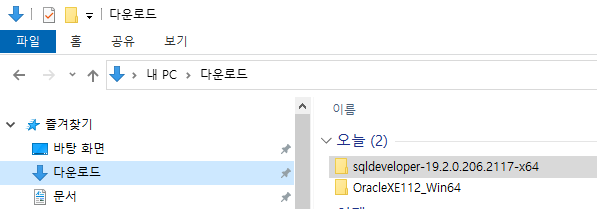 다운로드
파일 홈 공유 보기
내 PC 다운로드
이름
즐겨찾기
바탕 화면
다운로드
문서
오늘 (2)
sqldeveloper-19.2.0.206.2117-x64
OracleXE112_Win64